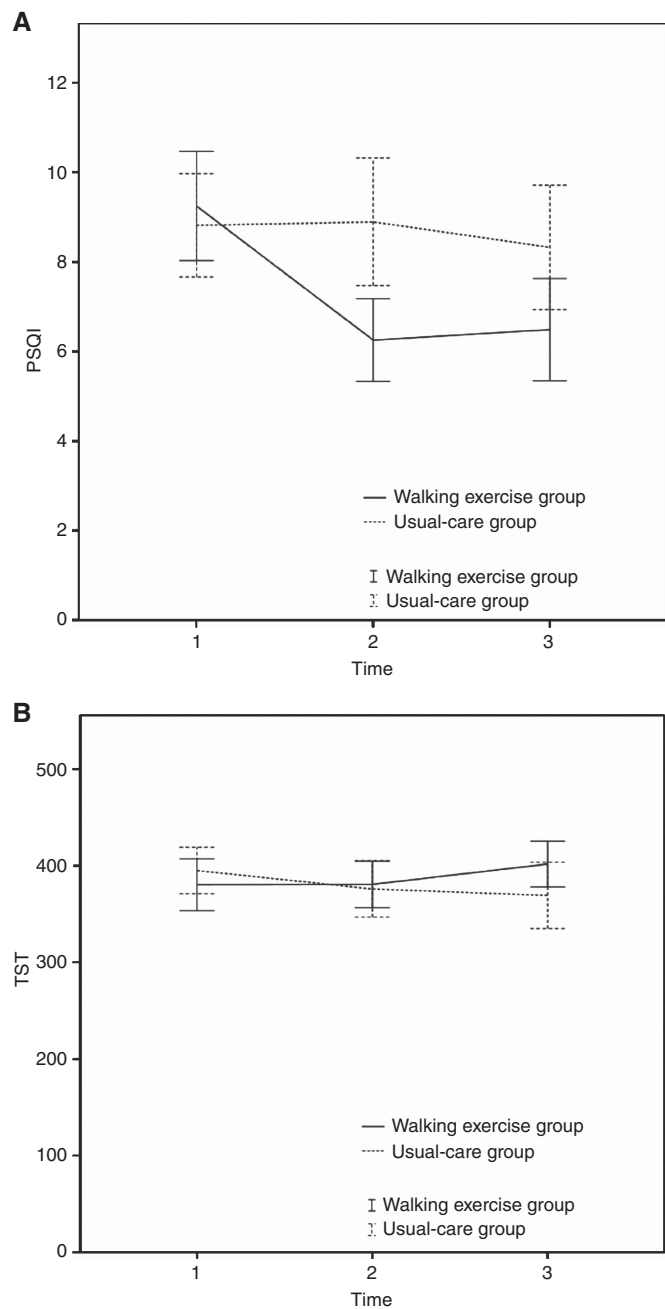 A
12
10
8
6
4
2
0
PSQI
Walking exercise group
Usual-care group
Walking exercise group
Usual-care group
1 2 3
Time
B
500
400
300
200
100
0
TST
Walking exercise group
Usual-care group
Walking exercise group
Usual-care group
1 2 3
Time